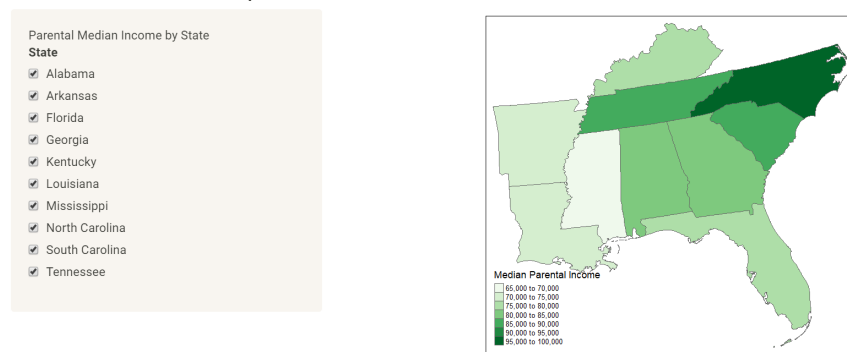 Parental Median Income by State
State
Alabama
Arkansas
Florida
Georgia
Kentucky
Louisiana
Mississippi
North Carolina
South Carolina
Tennessee
Median Parental Income
65,000 to 70,000
70,000 to 75,000
75,000 to 80,000
80,000 to 85,000
85,000 to 90,000
90,000 to 95,000
95,000 to 100,000